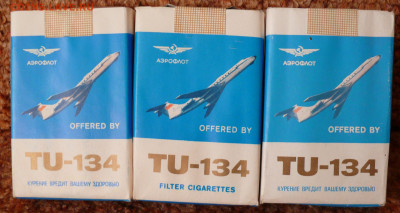 АЭРОФЛОТ
OFFERED BY
TU-134
КУРЕНИЕ ВРЕДИТ ВАШЕМУ ЗДОРОВЬЮ
АЭРОФЛОТ
OFFERED BY
TU-134
FILTER CIGARETTES
АЭРОФЛОТ
OFFERED BY
TU-134
КУРЕНИЕ ВРЕДИТ ВАШЕМУ ЗДОРОВЬЮ